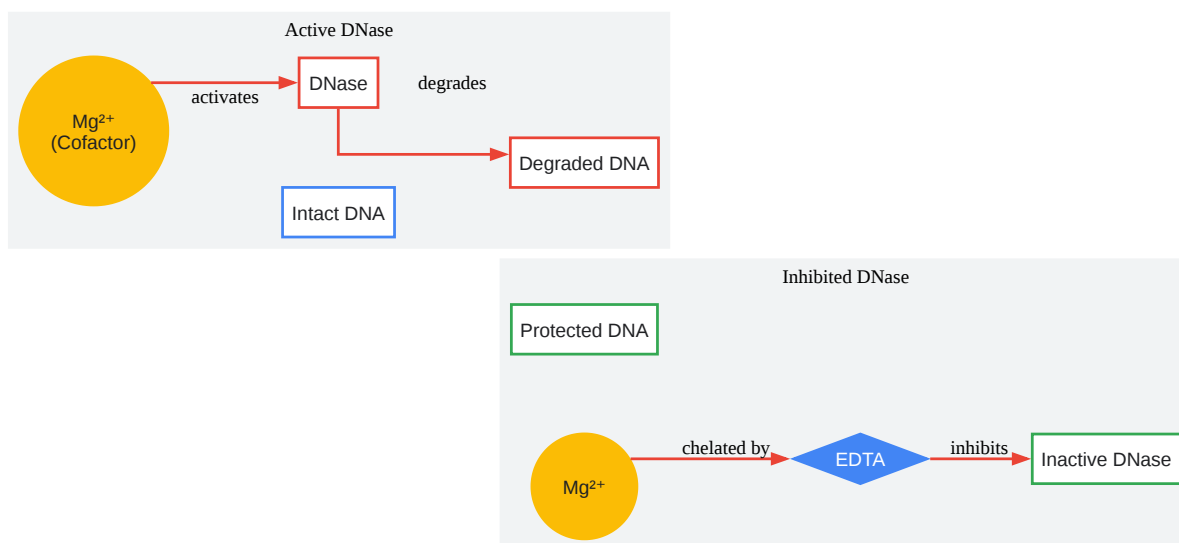 Active DNase
Mg²⁺
(Cofactor)
activates
DNase
degrades
Degraded DNA
Intact DNA
Inhibited DNase
Protected DNA
Mg²⁺
chelated by
EDTA
inhibits
Inactive DNase